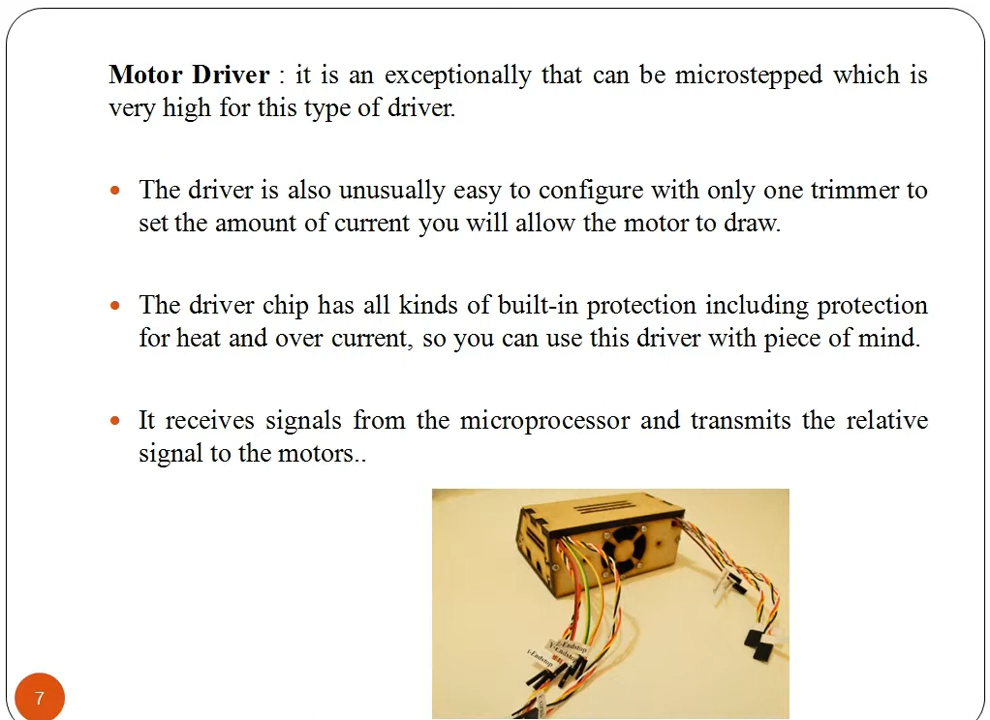 Motor Driver : it is an exceptionally that can be microstepped which is
very high for this type of driver.
The driver is also unusually easy to configure with only one trimmer to
set the amount of current you will allow the motor to draw.
The driver chip has all kinds of built-in protection including protection
for heat and over current, so you can use this driver with piece of mind.
It receives signals from the microprocessor and transmits the relative
signal to the motors..
Z-Endstop
Y-Endstop
7